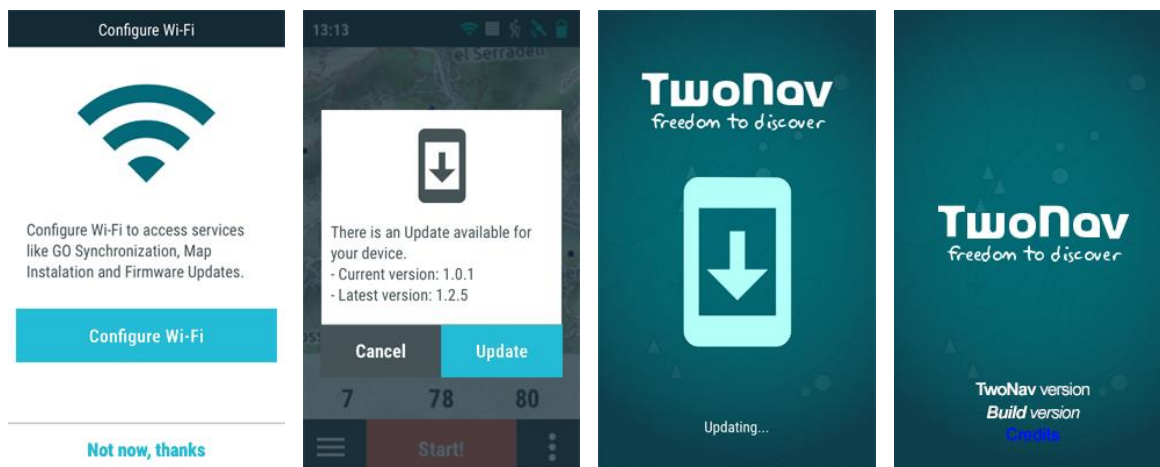 Configure Wi-Fi
Configure Wi-Fi to access services
like GO Synchronization, Map
Instalation and Firmware Updates.
Configure Wi-Fi
Not now, thanks
13:13
el Serradell
There is an Update available for
your device.
- Current version: 1.0.1
- Latest version: 1.2.5
Cancel
Update
7 78 80
Start!
TwoNav
freedom to discover
Updating...
TwoNav
freedom to discover
TwoNav version
Build version
Credits